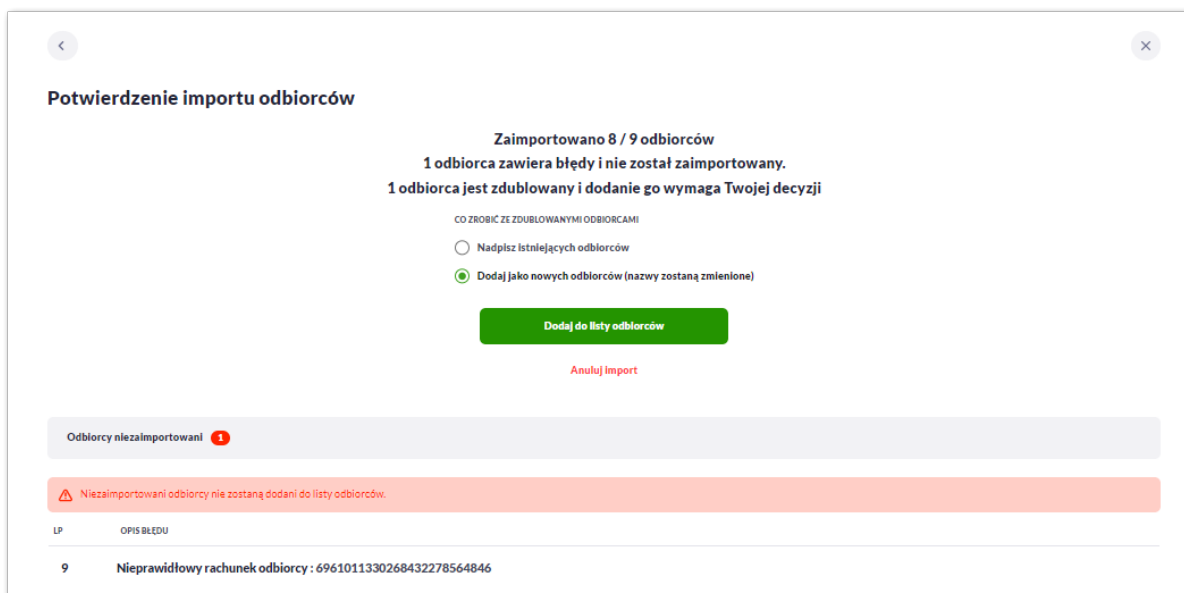 Potwierdzenie importu odbiorców
Zaimportowano 8 / 9 odbiorców
1 odbiorca zawiera błędy i nie został zaimportowany.
1 odbiorca jest zdublowany i dodanie go wymaga Twojej decyzji
CO ZROBIĆ ZE ZDUBLOWANYMI ODBIORCAMI
Nadpisz istniejących odbiorców
Dodaj jako nowych odbiorców (nazwy zostaną zmienione)
Dodaj do listy odbiorców
Anuluj import
Odbiorcy niezaimportowani 1
Niezaimportowani odbiorcy nie zostaną dodani do listy odbiorców.
LP OPIS BŁĘDU
9 Nieprawidłowy rachunek odbiorcy : 6961011330268432278564846